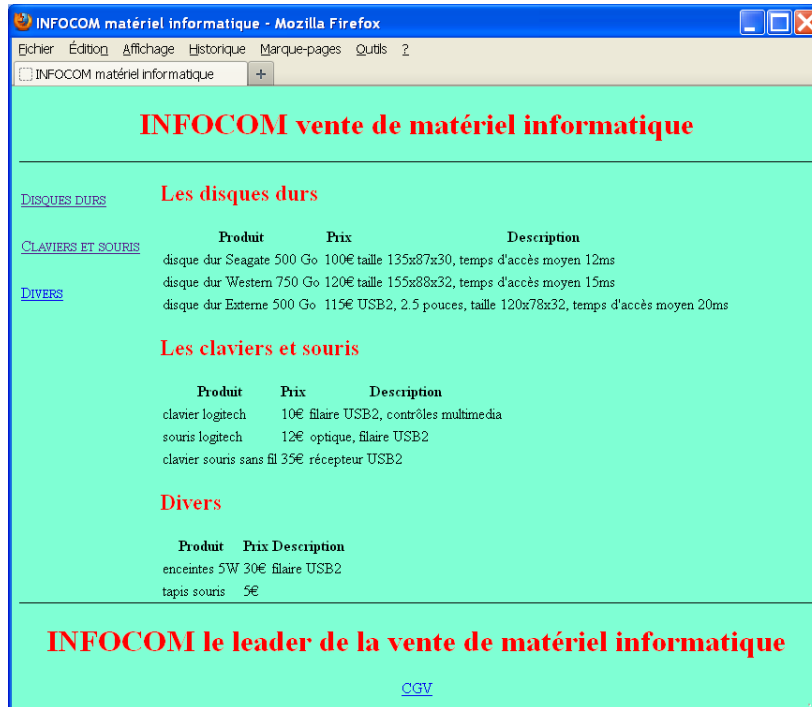 INFOCOM matériel informatique - Mozilla Firefox
Fichier Édition Affichage Historique Marque-pages Outils ?
INFOCOM matériel informatique +
INFOCOM vente de matériel informatique
DISQUES DURS
CLAVIERS ET SOURIS
DIVERS
Les disques durs
Produit Prix Description
disque dur Seagate 500 Go 100€ taille 135x87x30, temps d'accès moyen 12ms
disque dur Western 750 Go 120€ taille 155x88x32, temps d'accès moyen 15ms
disque dur Externe 500 Go 115€ USB2, 2.5 pouces, taille 120x78x32, temps d'accès moyen 20ms
Les claviers et souris
Produit Prix Description
clavier logitech 10€ filaire USB2, contrôles multimedia
souris logitech 12€ optique, filaire USB2
clavier souris sans fil 35€ récepteur USB2
Divers
Produit Prix Description
enceintes 5W 30€ filaire USB2
tapis souris 5€
INFOCOM le leader de la vente de matériel informatique
CGV